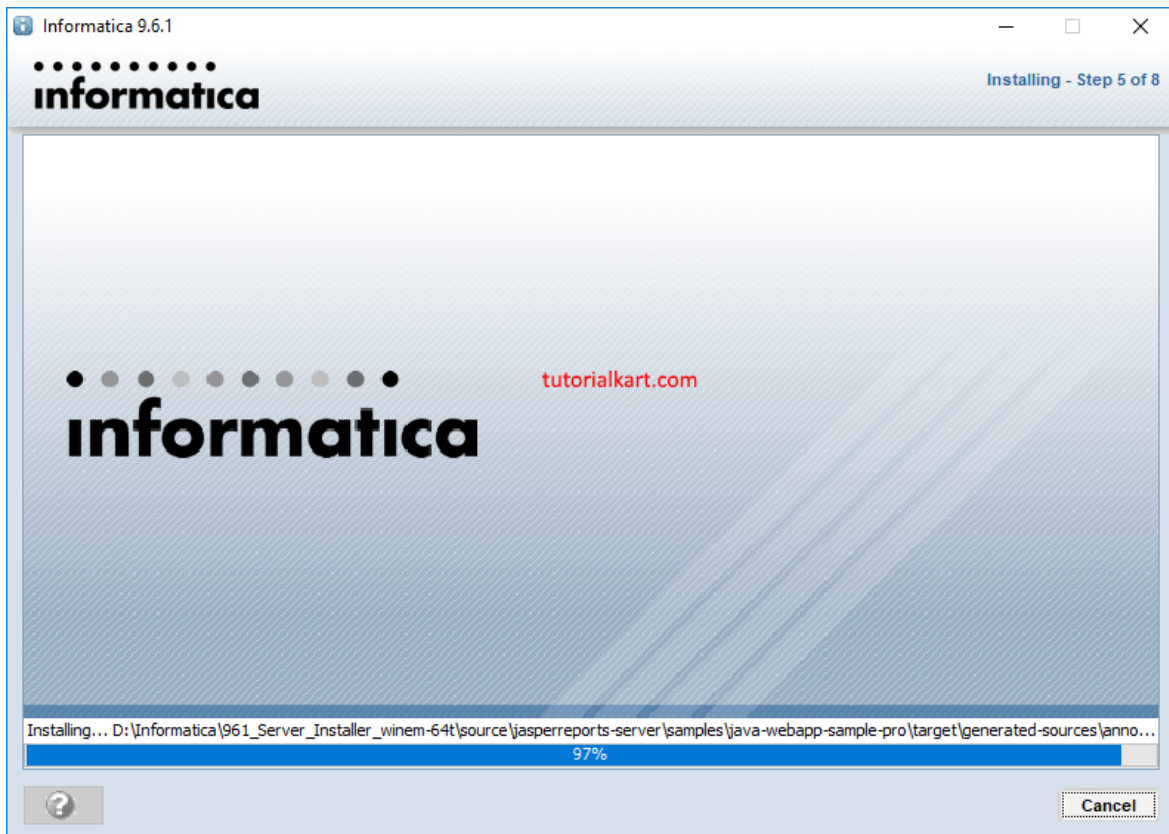 Informatica 9.6.1
informatica
Installing - Step 5 of 8
tutorialkart.com
informatica
Installing... D:\Informatica\961_Server_Installer_winem-64t\source\jasperreports-server\samples\java-webapp-sample-pro\target\generated-sources\anno...
97%
?
Cancel